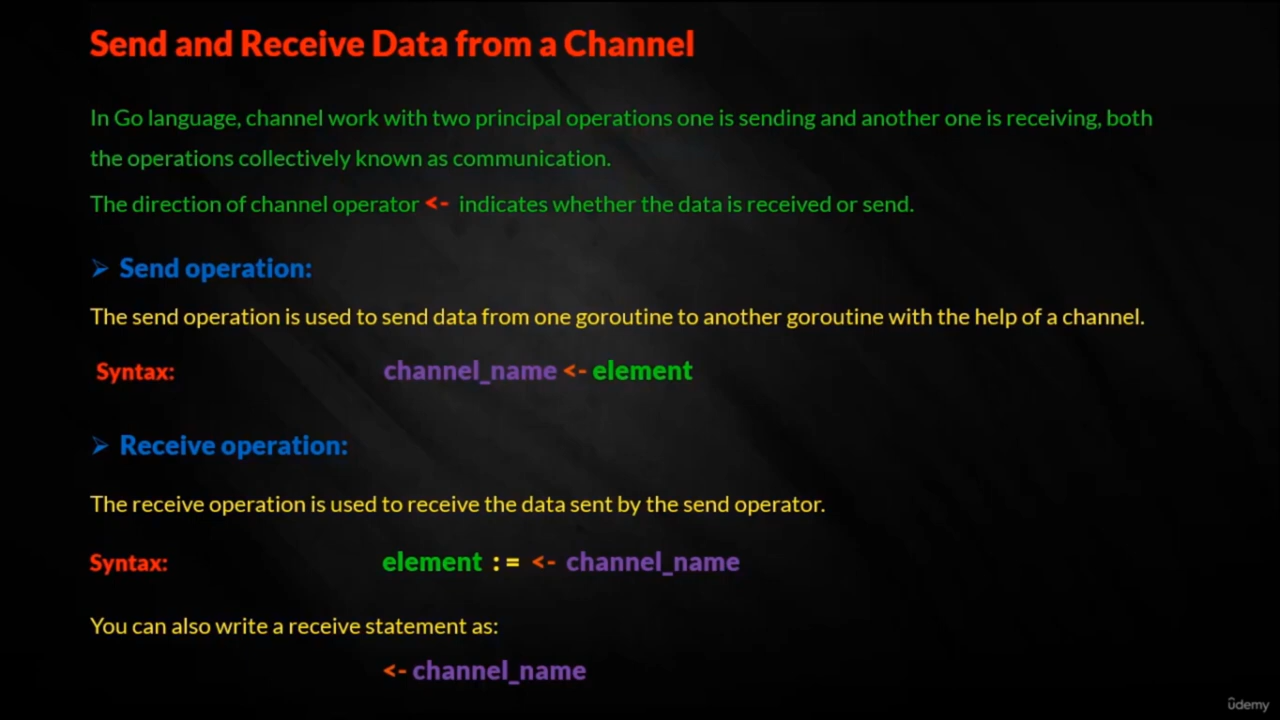 Send and Receive Data from a Channel
In Go language, channel work with two principal operations one is sending and another one is receiving, both
the operations collectively known as communication.
The direction of channel operator <- indicates whether the data is received or send.
➢ Send operation:
The send operation is used to send data from one goroutine to another goroutine with the help of a channel.
Syntax: channel_name <- element
➢ Receive operation:
The receive operation is used to receive the data sent by the send operator.
Syntax: element := <- channel_name
You can also write a receive statement as:
<- channel_name
ûdemy